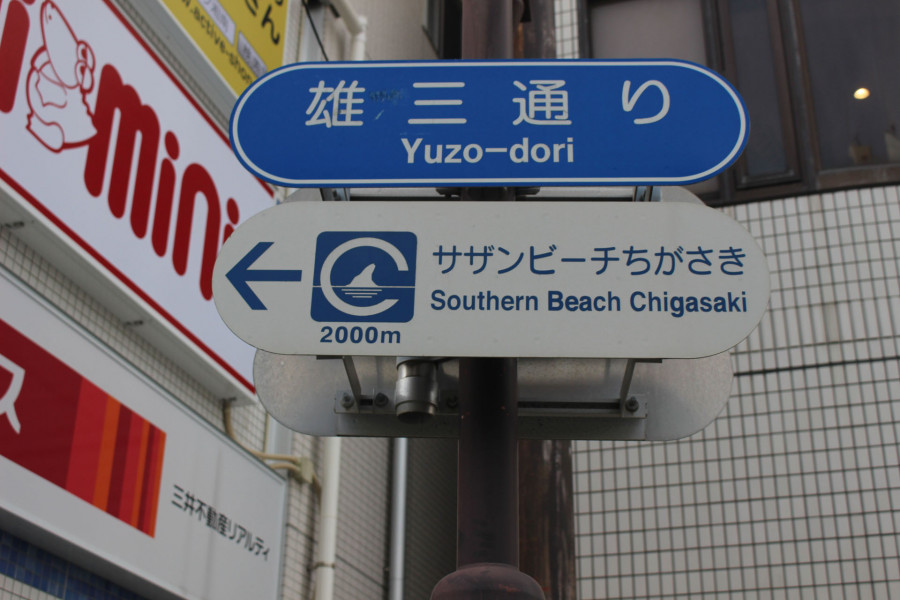 雄三通り
Yuzo-dori
サザンビーチちがさき
Southern Beach Chigasaki
2000m
mini
三井不動産リアルティ